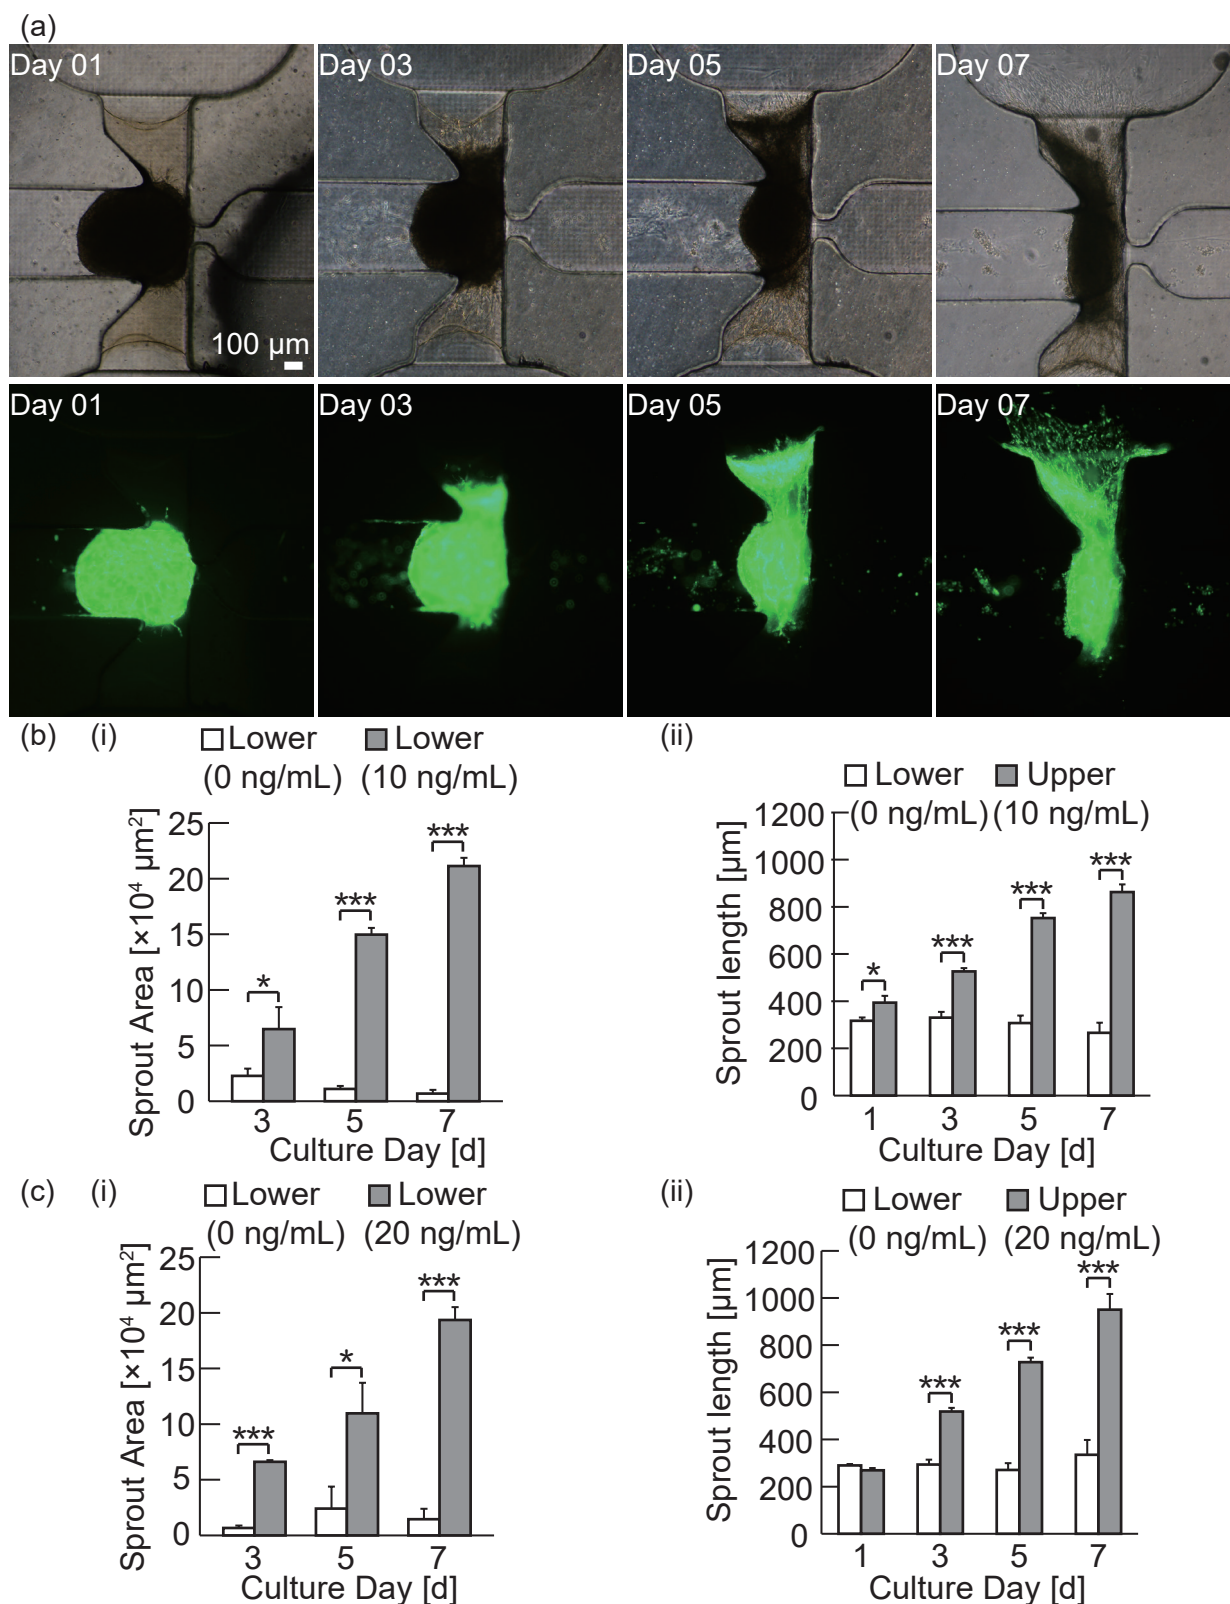 (a)
Day 01 Day 03 Day 05 Day 07
100 µm
Day 01 Day 03 Day 05 Day 07
(b) (i)
Lower Lower
(0 ng/mL) (10 ng/mL)
Sprout Area [×10⁴ µm²]
25
20
15
10
5
0
* *** ***
3 5 7
Culture Day [d]
(ii)
Lower Upper
(0 ng/mL) (10 ng/mL)
Sprout length [µm]
1200
1000
800
600
400
200
0
* *** *** ***
1 3 5 7
Culture Day [d]
(c) (i)
Lower Lower
(0 ng/mL) (20 ng/mL)
Sprout Area [×10⁴ µm²]
25
20
15
10
5
0
*** * ***
3 5 7
Culture Day [d]
(ii)
Lower Upper
(0 ng/mL) (20 ng/mL)
Sprout length [µm]
1200
1000
800
600
400
200
0
*** *** ***
1 3 5 7
Culture Day [d]